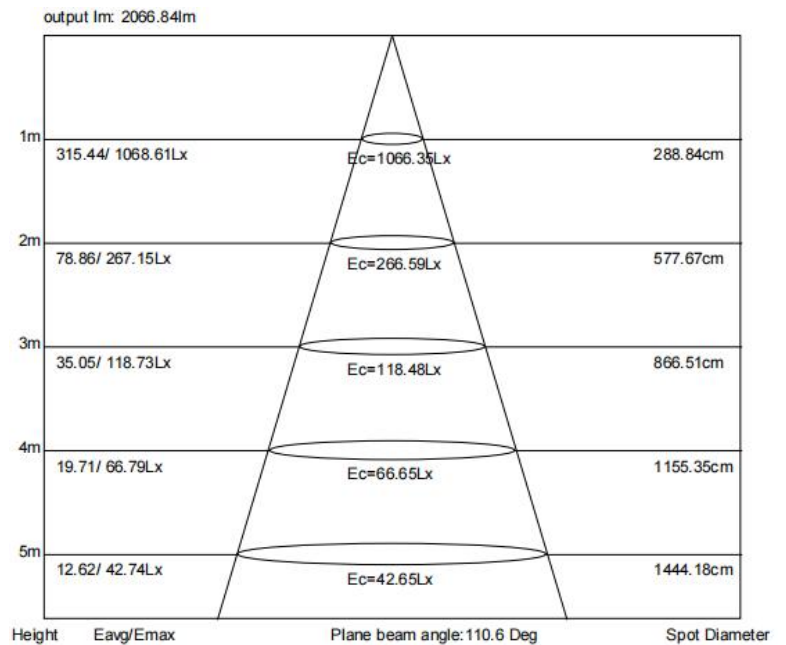 output lm: 2066.84lm
1m
315.44/ 1068.61Lx
Ec=1066.35Lx
288.84cm
2m
78.86/ 267.15Lx
Ec=266.59Lx
577.67cm
3m
35.05/ 118.73Lx
Ec=118.48Lx
866.51cm
4m
19.71/ 66.79Lx
Ec=66.65Lx
1155.35cm
5m
12.62/ 42.74Lx
Ec=42.65Lx
1444.18cm
Height Eavg/Emax Plane beam angle:110.6 Deg Spot Diameter